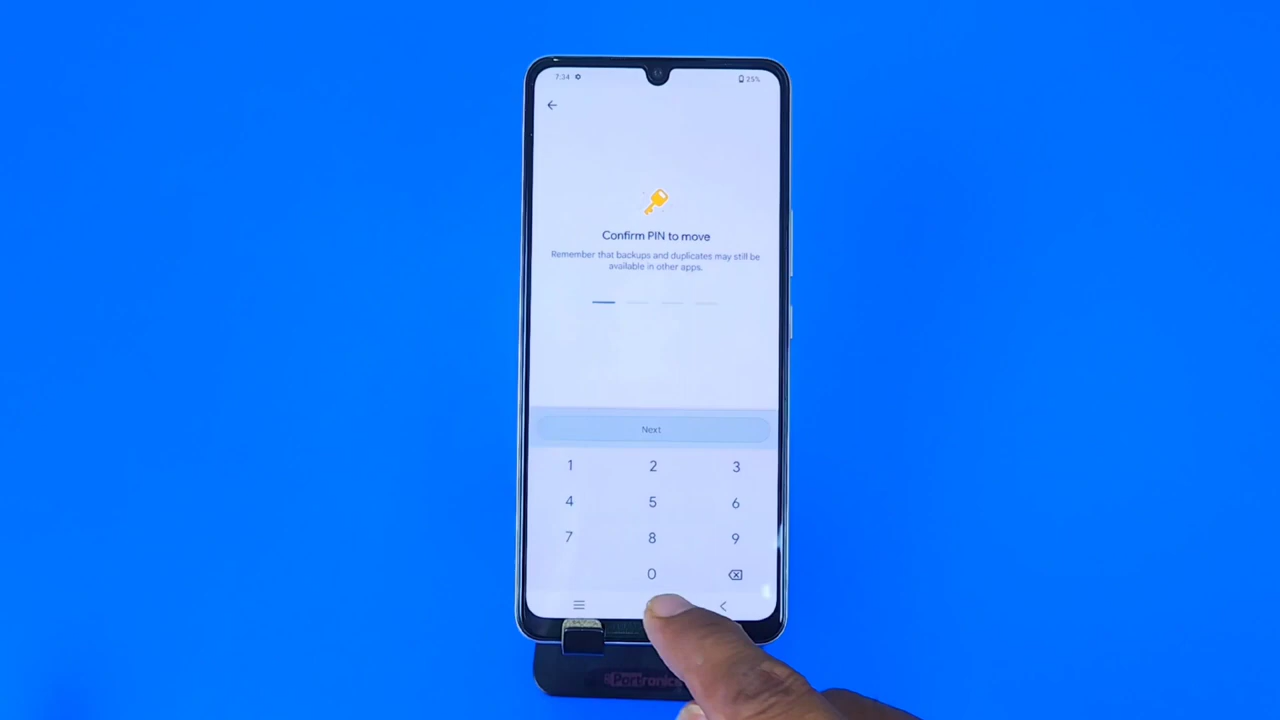 7:34
25%
Confirm PIN to move
Remember that backups and duplicates may still be
available in other apps.
Next
1 2 3
4 5 6
7 8 9
0
Portronics